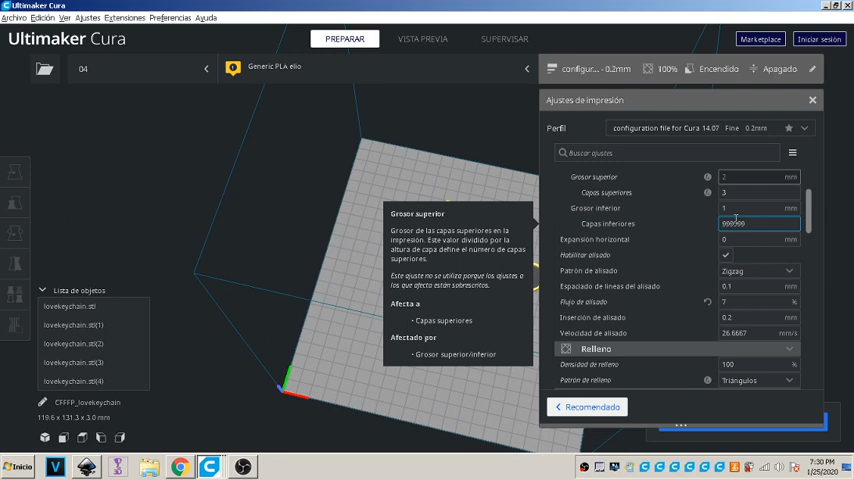 Ultimaker Cura
Archivo Edición Ver Ajustes Extensiones Preferencias Ayuda
Ultimaker Cura
PREPARAR
VISTA PREVIA
SUPERVISAR
Marketplace
Iniciar sesión
04
Generic PLA elio
configur... - 0.2mm
100%
Encendido
Apagado
Ajustes de impresión
Perfil
configuration file for Cura 14.07 Fine 0.2mm
Buscar ajustes
Grosor superior 2 mm
Capas superiores 3
Grosor inferior 1 mm
Capas inferiores 999999
Expansión horizontal 0 mm
Habilitar alisado
Patrón de alisado Zigzag
Espaciado de líneas del alisado 0.1 mm
Flujo de alisado 7 %
Inserción de alisado 0.2 mm
Velocidad de alisado 26.6667 mm/s
Relleno
Densidad de relleno 100 %
Patrón de relleno Triángulos
Recomendado
Grosor superior
Grosor de las capas superiores en la
impresión. Este valor dividido por la
altura de capa define el número de capas
superiores.
Este ajuste no se utiliza porque los ajustes a
los que afecta están sobrescritos.
Afecta a
• Capas superiores
Afectado por
• Grosor superior/inferior
Lista de objetos
lovekeychain.stl
lovekeychain.stl(1)
lovekeychain.stl(2)
lovekeychain.stl(3)
lovekeychain.stl(4)
CFFFP_lovekeychain
119.6 x 131.3 x 3.0 mm
Inicio
7:30 PM
1/25/2020